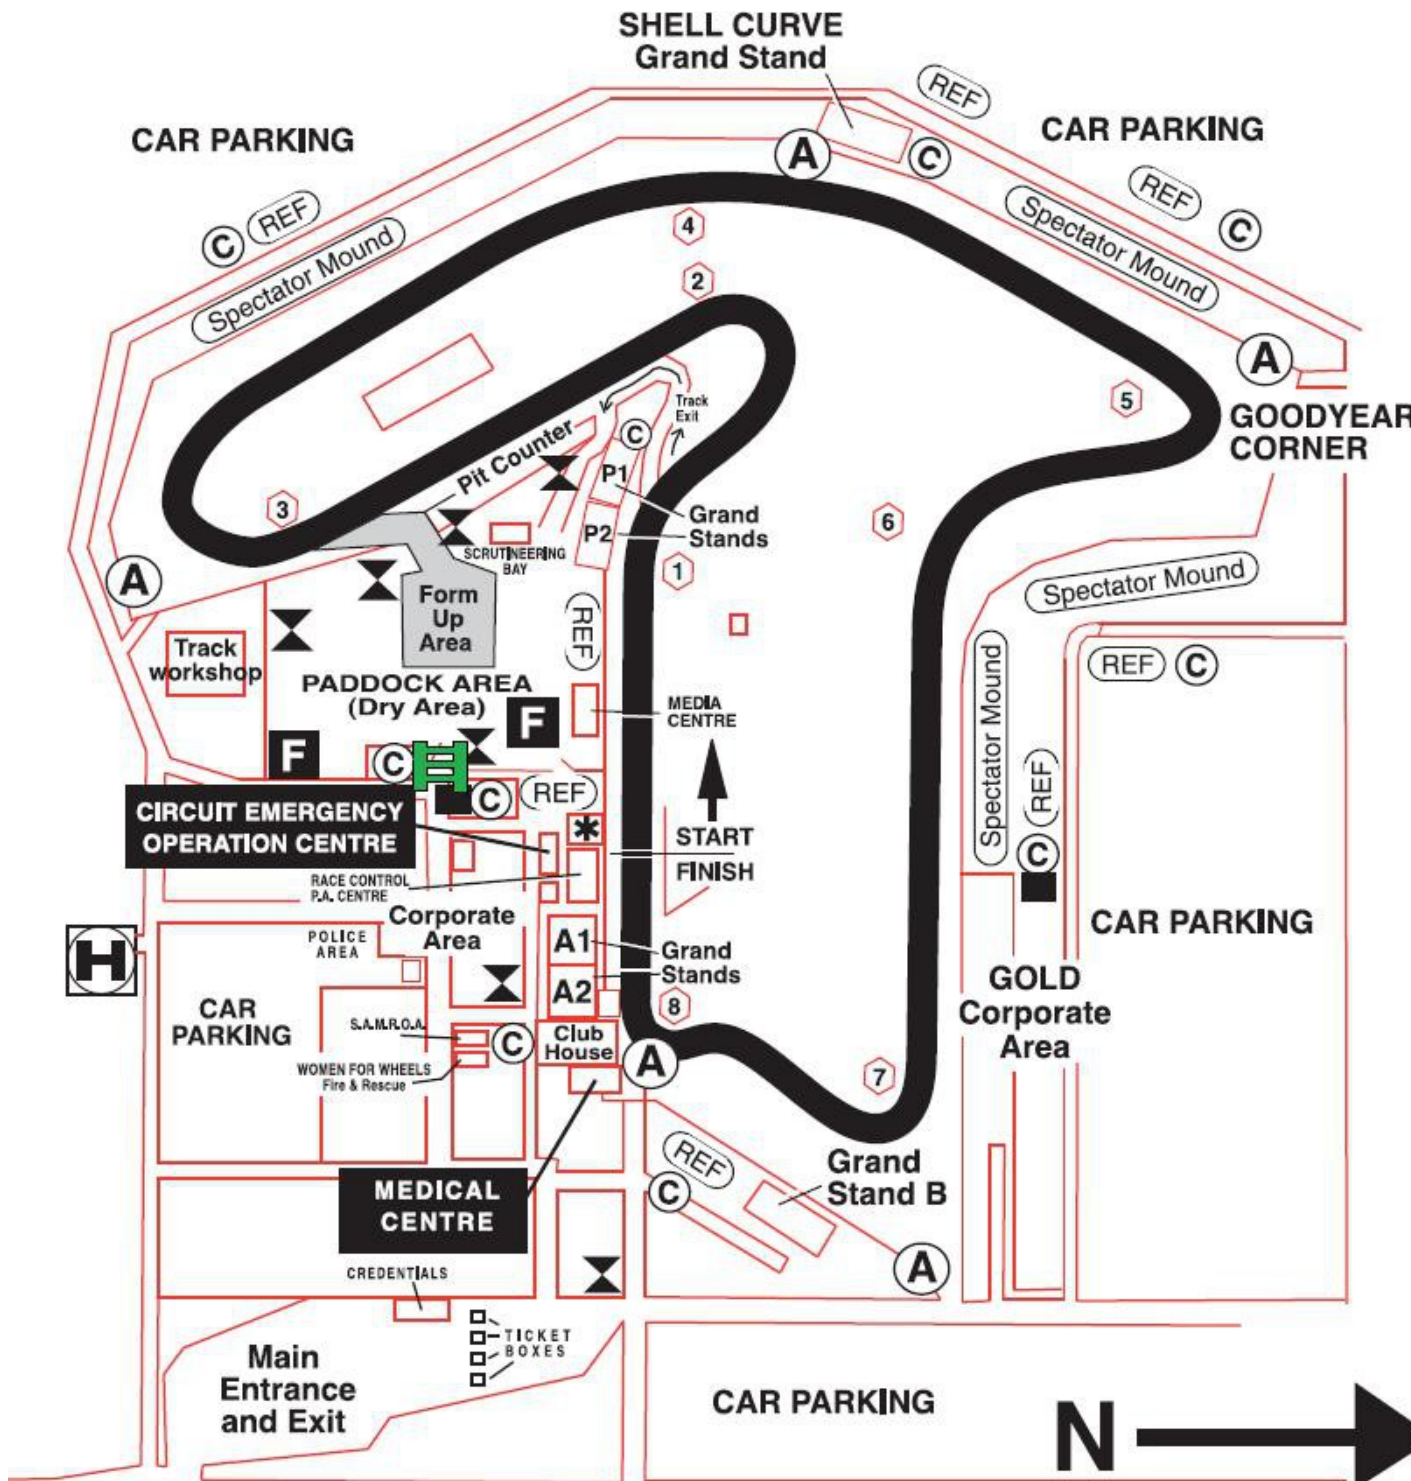 SHELL CURVE
Grand Stand
REF
CAR PARKING
CAR PARKING
A
C
REF
C
REF
C
Spectator Mound
Spectator Mound
4
2
A
5
GOODYEAR
CORNER
Track
Exit
C
Pit Counter
P1
3
Grand
Stands
P2
6
SCRUTINEERING
BAY
1
A
Spectator Mound
Form
Up
Area
REF
Track
workshop
REF
C
PADDOCK AREA
(Dry Area)
MEDIA
CENTRE
F
F
C
Spectator Mound
REF
C
REF
C
CIRCUIT EMERGENCY
OPERATION CENTRE
*
START
FINISH
RACE CONTROL
P.A. CENTRE
Corporate
Area
CAR PARKING
POLICE
AREA
A1
Grand
Stands
H
A2
GOLD
Corporate
Area
CAR
PARKING
8
S.A.M.R.O.A.
C
Club
House
A
WOMEN FOR WHEELS
Fire & Rescue
7
REF
Grand
Stand B
C
MEDICAL
CENTRE
A
CREDENTIALS
TICKET
BOXES
Main
Entrance
and Exit
CAR PARKING
N